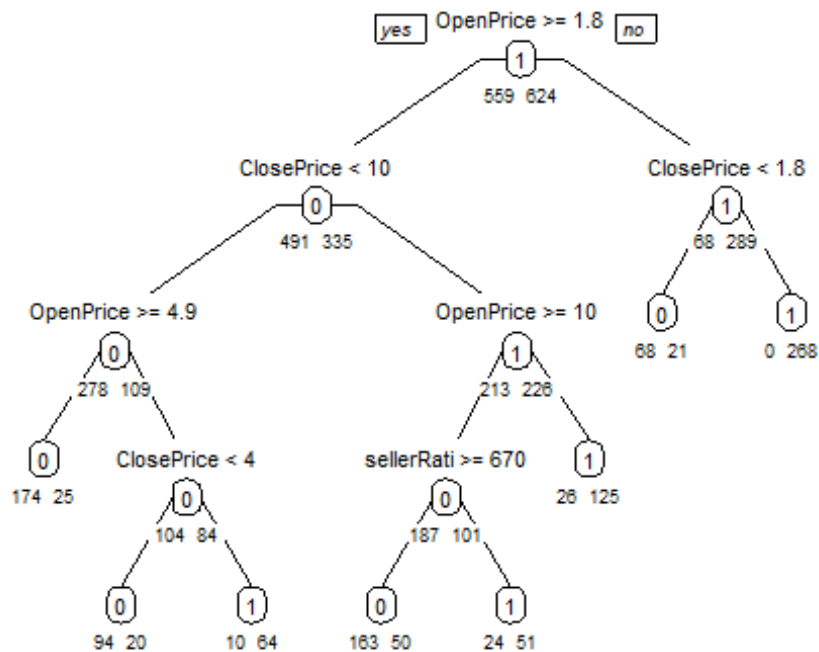 yes OpenPrice >= 1.8 no
1
559 624
ClosePrice < 10 ClosePrice < 1.8
0 1
491 335 68 289
OpenPrice >= 4.9 OpenPrice >= 10 0 1
0 1 68 21 0 268
278 109 213 226
0 ClosePrice < 4 sellerRati >= 670 1
174 25 0 0 26 125
104 84 187 101
0 1 0 1
94 20 10 64 163 50 24 51